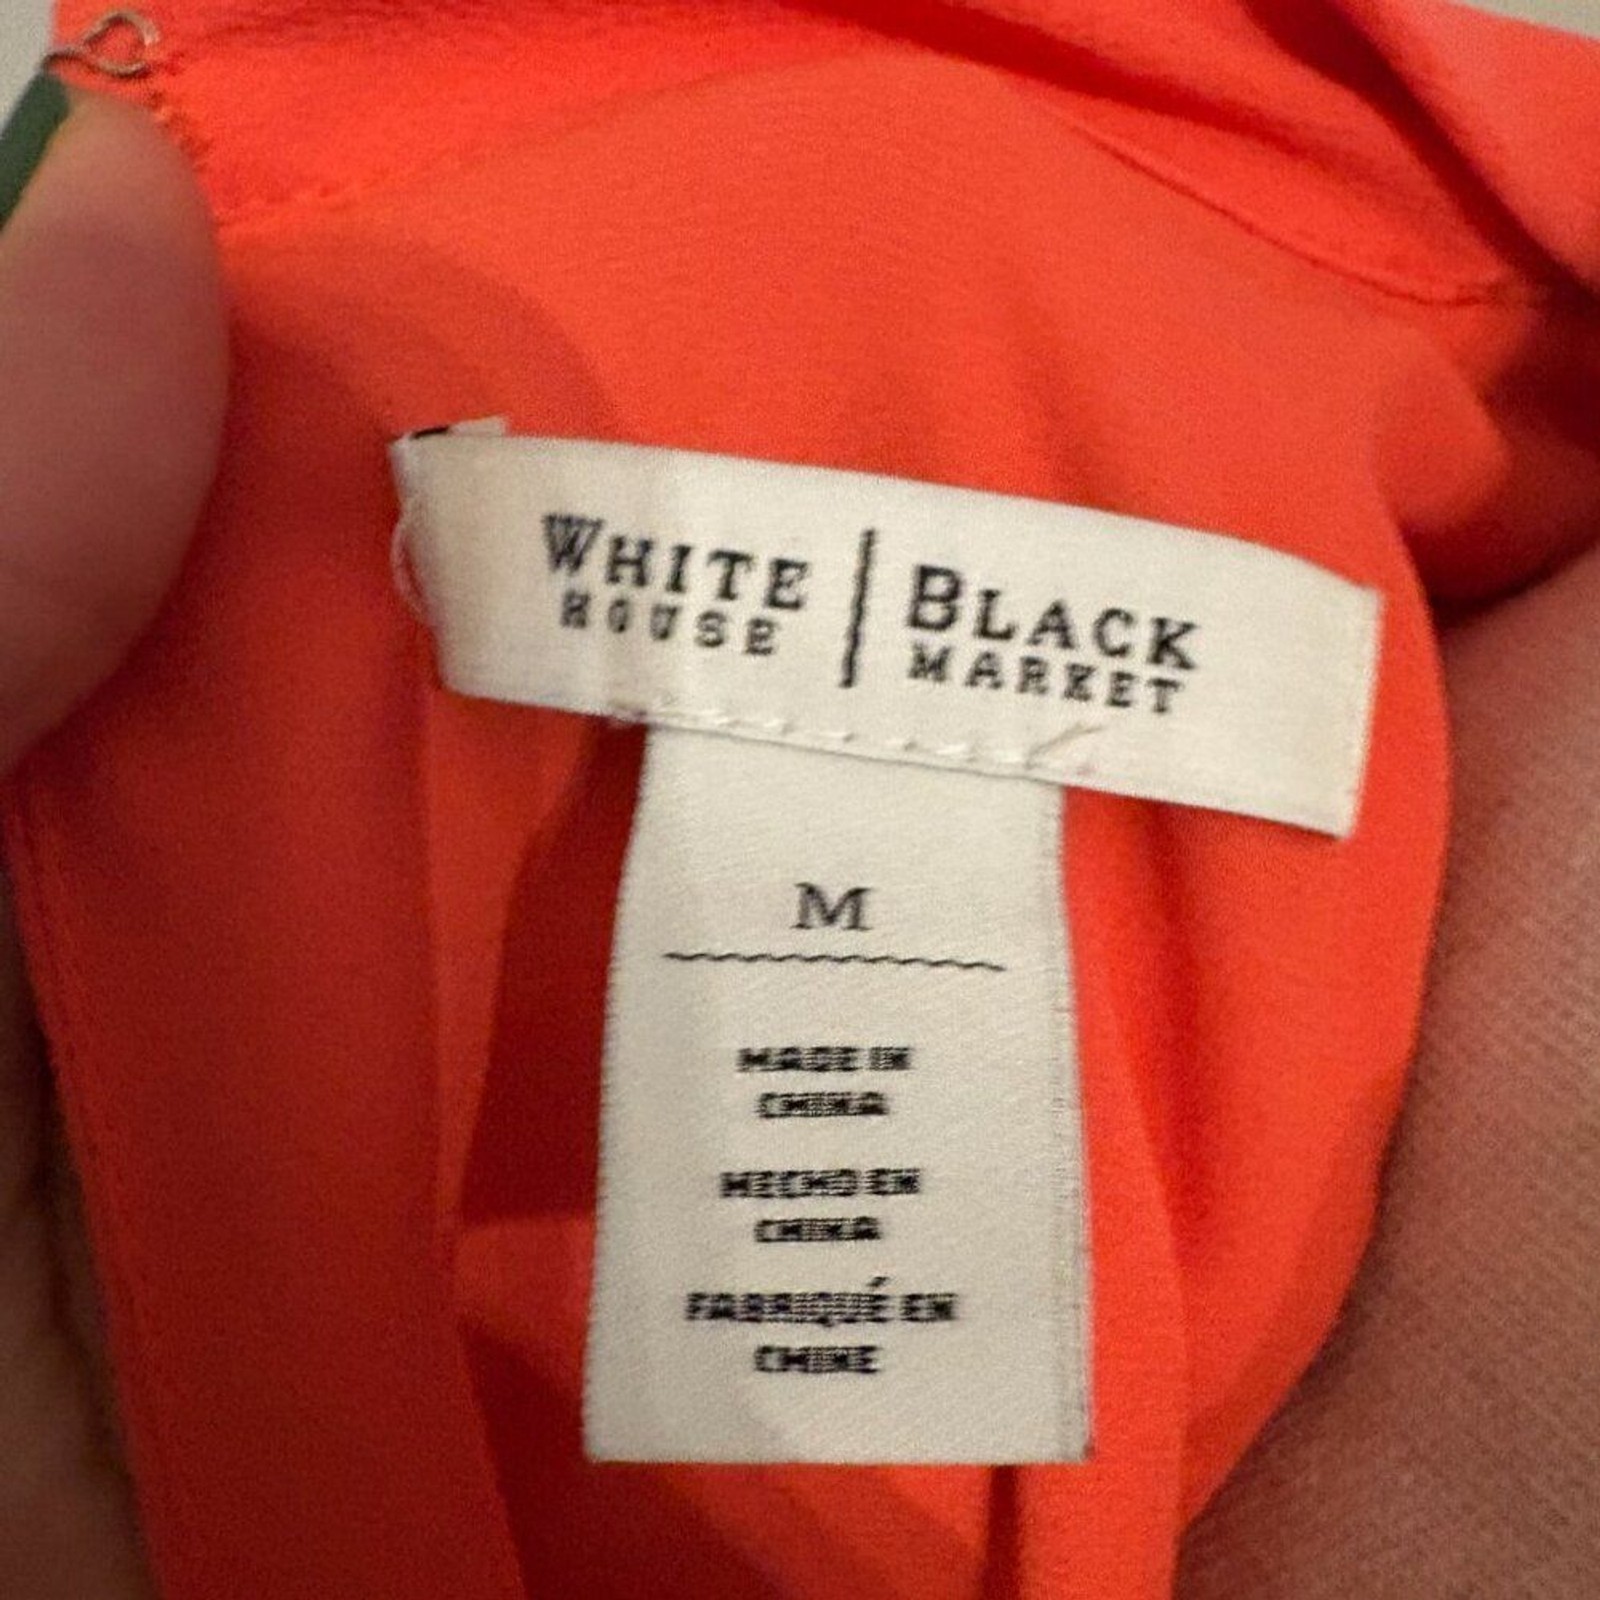 WHITE HOUSE | BLACK MARKET
M
MADE IN
CHINA
HECHO EN
CHINA
FABRIQUÉ EN
CHINE